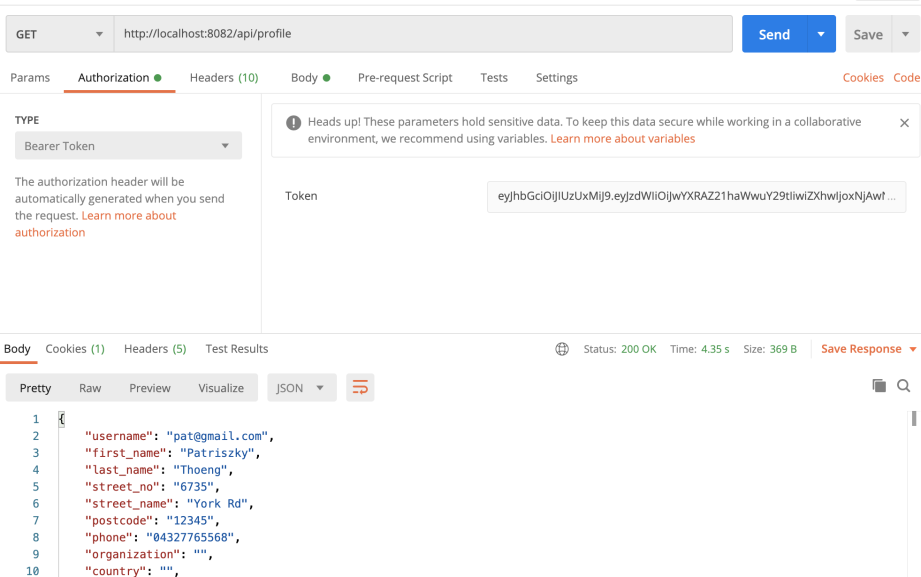 GET http://localhost:8082/api/profile Send Save
Params Authorization Headers (10) Body Pre-request Script Tests Settings Cookies Code
TYPE
Bearer Token
The authorization header will be
automatically generated when you send
the request. Learn more about
authorization
Heads up! These parameters hold sensitive data. To keep this data secure while working in a collaborative
environment, we recommend using variables. Learn more about variables
Token eyJhbGciOiJIUzUxMiJ9.eyJzdWIiOiJwYXRAZ21haWwuY29tIiwiZXhwIjoxNjAwN...
Body Cookies (1) Headers (5) Test Results Status: 200 OK Time: 4.35 s Size: 369 B Save Response
Pretty Raw Preview Visualize JSON
1 {
2 "username": "pat@gmail.com",
3 "first_name": "Patriszky",
4 "last_name": "Thoeng",
5 "street_no": "6735",
6 "street_name": "York Rd",
7 "postcode": "12345",
8 "phone": "04327765568",
9 "organization": "",
10 "country": "",